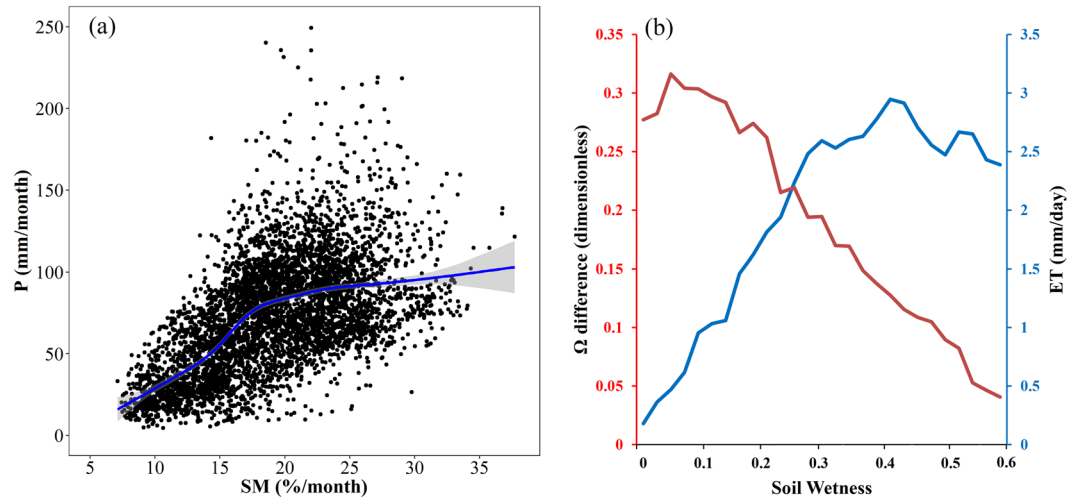 (a)
250
200
150
100
50
0
P (mm/month)
5 10 15 20 25 30 35
SM (%/month)
(b)
0.35
0.3
0.25
0.2
0.15
0.1
0.05
0
Ω difference (dimensionless)
3.5
3
2.5
2
1.5
1
0.5
0
ET (mm/day)
0 0.1 0.2 0.3 0.4 0.5 0.6
Soil Wetness